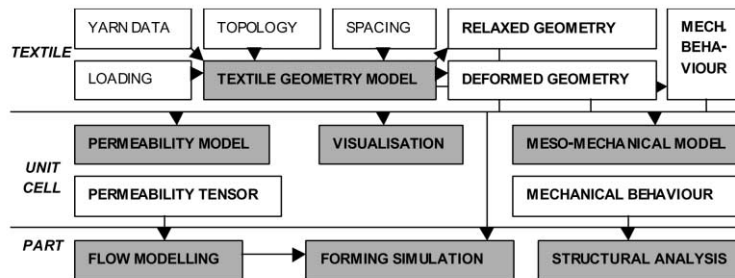 YARN DATA
TOPOLOGY
SPACING
RELAXED GEOMETRY
MECH.
BEHA-
VIOUR
TEXTILE
LOADING
TEXTILE GEOMETRY MODEL
DEFORMED GEOMETRY
PERMEABILITY MODEL
VISUALISATION
MESO-MECHANICAL MODEL
UNIT
CELL
PERMEABILITY TENSOR
MECHANICAL BEHAVIOUR
PART
FLOW MODELLING
FORMING SIMULATION
STRUCTURAL ANALYSIS